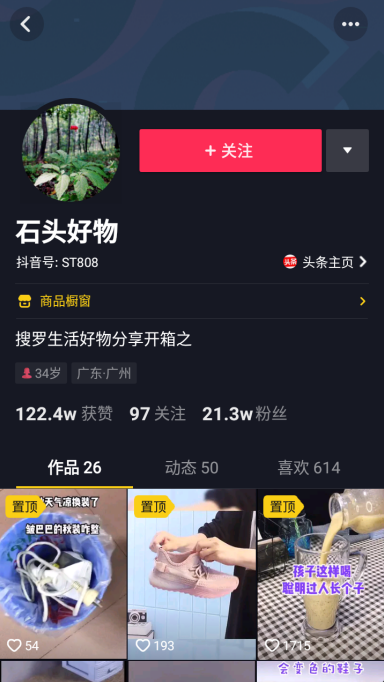 + 关注
石头好物
抖音号: ST808
头条 头条主页
商品橱窗
搜罗生活好物分享开箱之
34岁 广东·广州
122.4w 获赞 97 关注 21.3w 粉丝
作品 26 动态 50 喜欢 614
置顶 天气凉换装了
皱巴巴的秋装咋整
54
置顶
193
置顶
孩子这样喝
聪明过人长个子
1715
会变色的鞋子